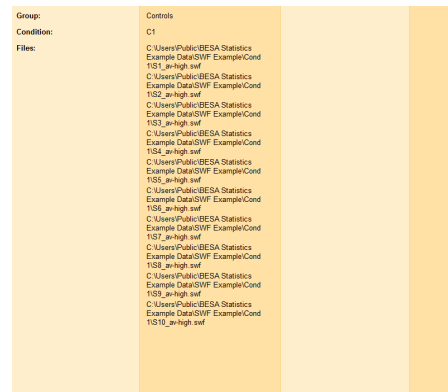 Group: Controls
Condition: C1
Files: C:\Users\Public\BESA Statistics
Example Data\SWF Example\Cond
1\S1_av-high.swf
C:\Users\Public\BESA Statistics
Example Data\SWF Example\Cond
1\S2_av-high.swf
C:\Users\Public\BESA Statistics
Example Data\SWF Example\Cond
1\S3_av-high.swf
C:\Users\Public\BESA Statistics
Example Data\SWF Example\Cond
1\S4_av-high.swf
C:\Users\Public\BESA Statistics
Example Data\SWF Example\Cond
1\S5_av-high.swf
C:\Users\Public\BESA Statistics
Example Data\SWF Example\Cond
1\S6_av-high.swf
C:\Users\Public\BESA Statistics
Example Data\SWF Example\Cond
1\S7_av-high.swf
C:\Users\Public\BESA Statistics
Example Data\SWF Example\Cond
1\S8_av-high.swf
C:\Users\Public\BESA Statistics
Example Data\SWF Example\Cond
1\S9_av-high.swf
C:\Users\Public\BESA Statistics
Example Data\SWF Example\Cond
1\S10_av-high.swf